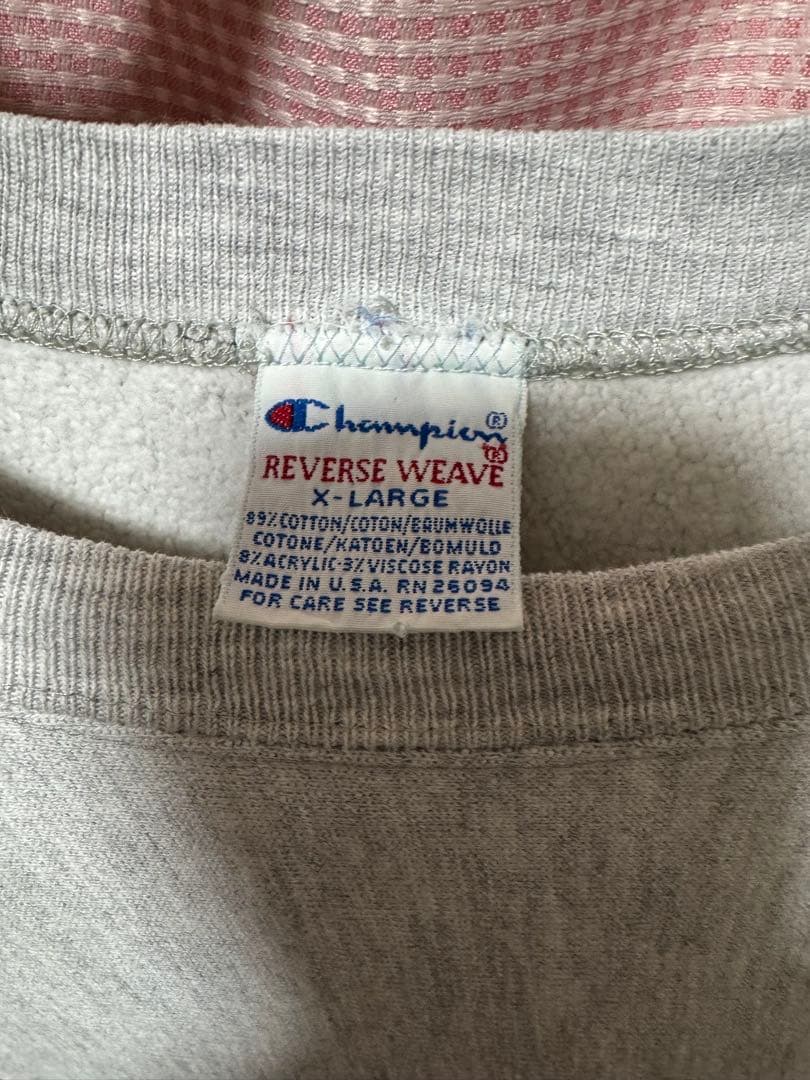 Champion®
REVERSE WEAVE®
X-LARGE
89% COTTON/COTON/BAUMWOLLE
COTONE/KATOEN/BOMULD
8% ACRYLIC-3% VISCOSE RAYON
MADE IN U.S.A. RN 26094
FOR CARE SEE REVERSE